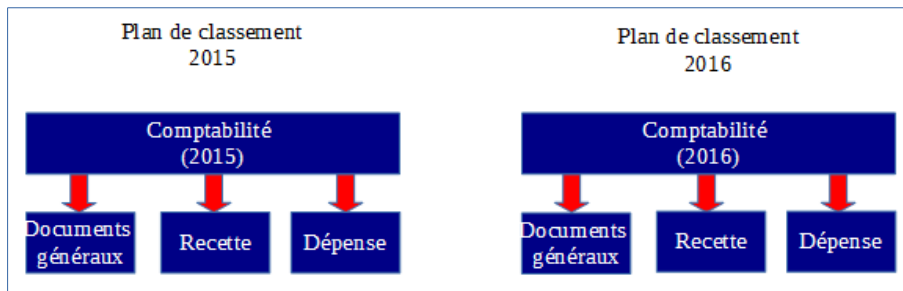 Plan de classement
2015
Plan de classement
2016
Comptabilité
(2015)
Comptabilité
(2016)
Documents
généraux
Recette
Dépense
Documents
généraux
Recette
Dépense